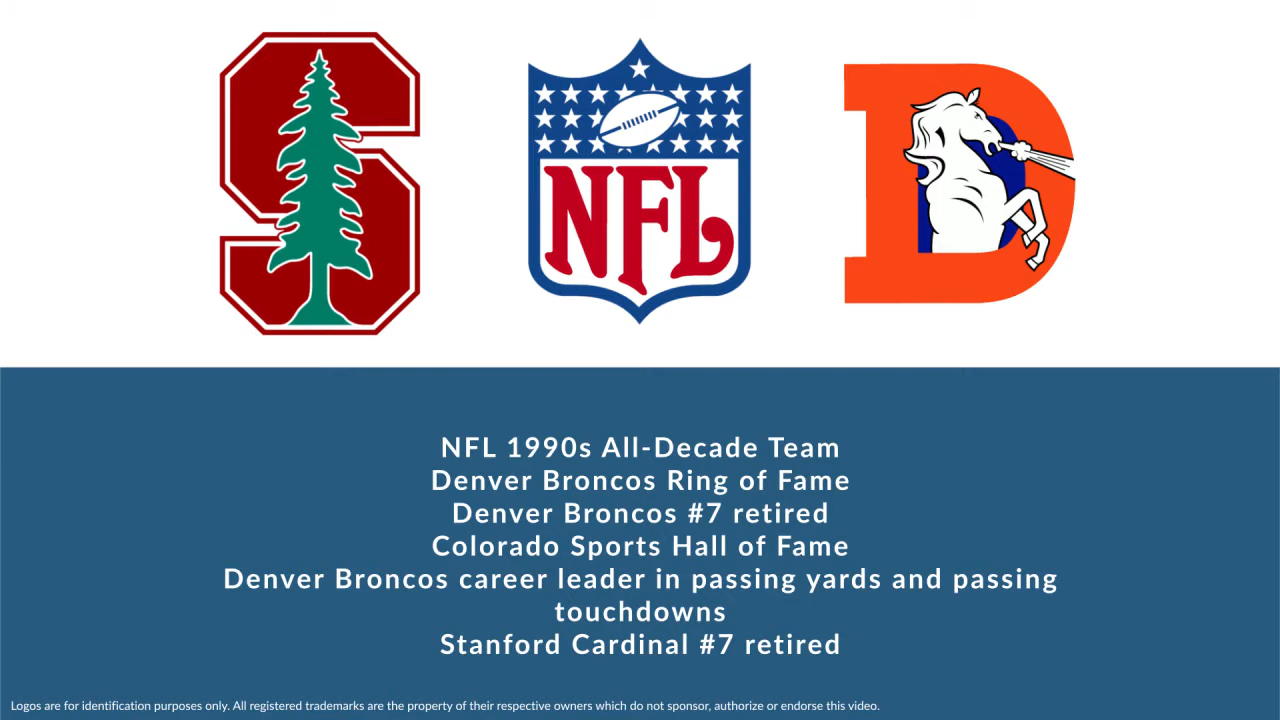 NFL
NFL 1990s All-Decade Team
Denver Broncos Ring of Fame
Denver Broncos #7 retired
Colorado Sports Hall of Fame
Denver Broncos career leader in passing yards and passing
touchdowns
Stanford Cardinal #7 retired
Logos are for identification purposes only. All registered trademarks are the property of their respective owners which do not sponsor, authorize or endorse this video.